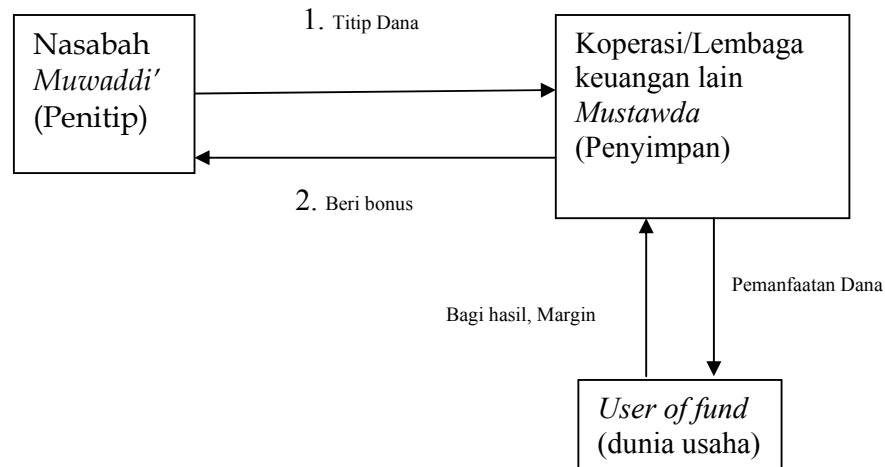 1. Titip Dana
Nasabah
Muwaddi’
(Penitip)
Koperasi/Lembaga
keuangan lain
Mustawda
(Penyimpan)
2. Beri bonus
Pemanfaatan Dana
Bagi hasil, Margin
User of fund
(dunia usaha)